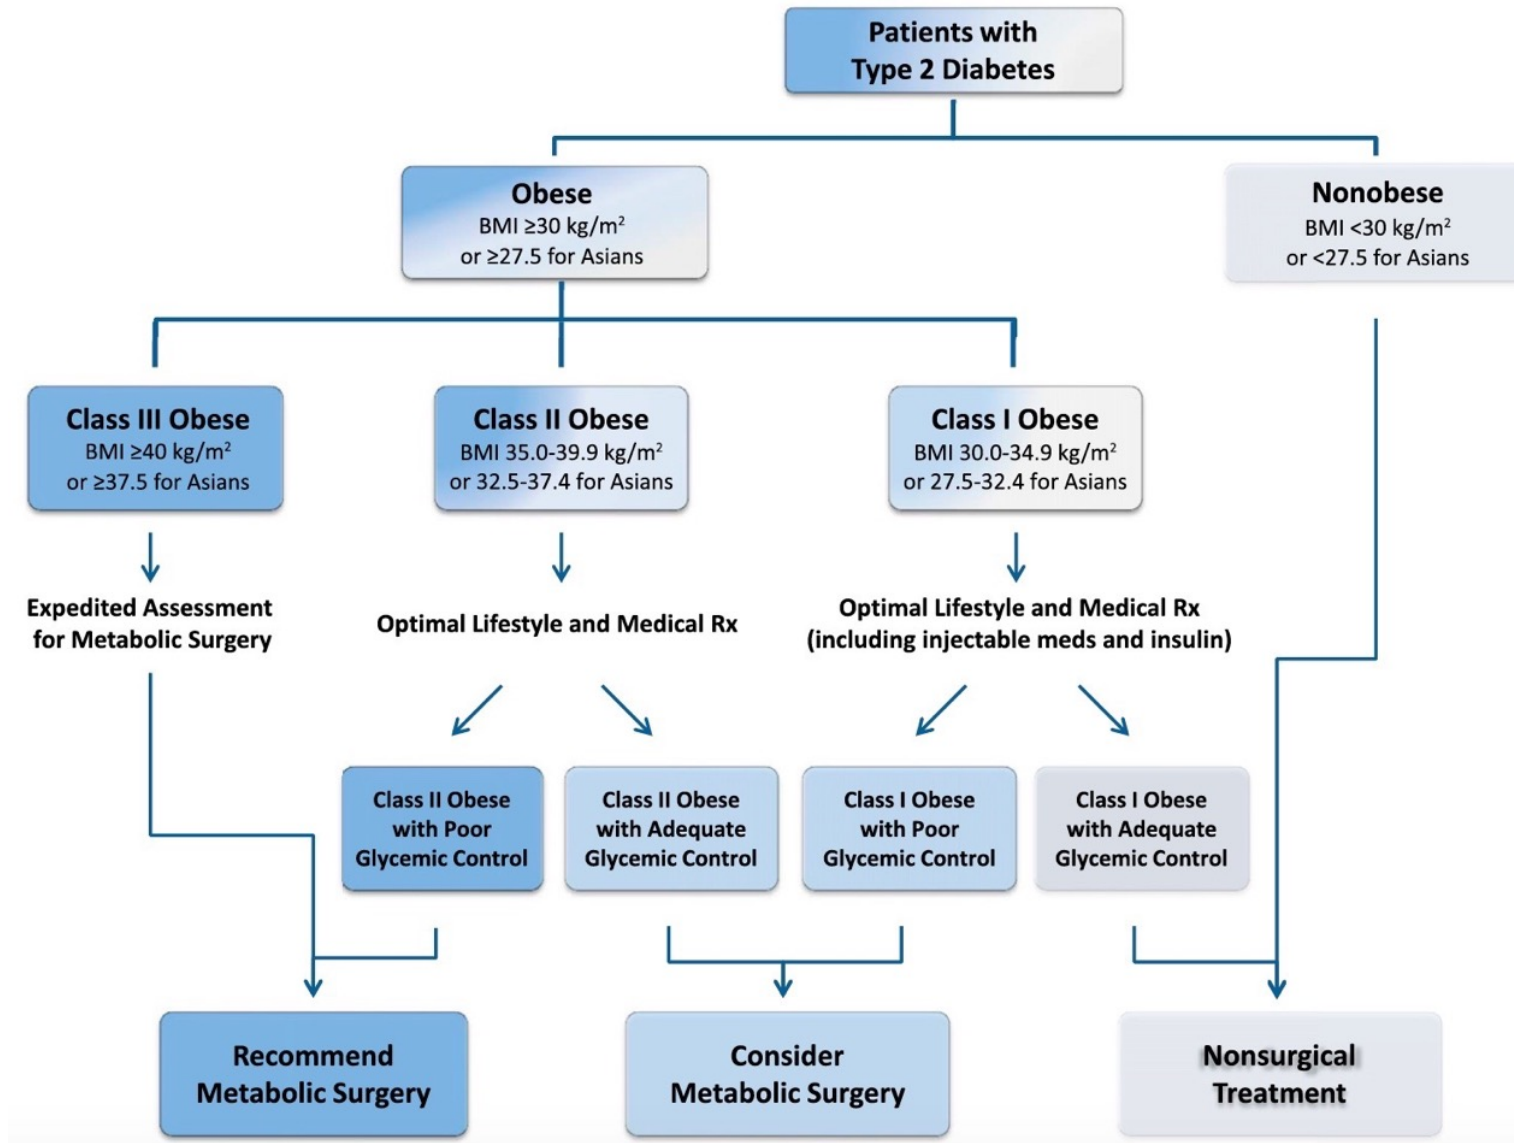 Patients with
Type 2 Diabetes
Obese
BMI ≥30 kg/m²
or ≥27.5 for Asians
Nonobese
BMI <30 kg/m²
or <27.5 for Asians
Class III Obese
BMI ≥40 kg/m²
or ≥37.5 for Asians
Class II Obese
BMI 35.0-39.9 kg/m²
or 32.5-37.4 for Asians
Class I Obese
BMI 30.0-34.9 kg/m²
or 27.5-32.4 for Asians
Expedited Assessment
for Metabolic Surgery
Optimal Lifestyle and Medical Rx
Optimal Lifestyle and Medical Rx
(including injectable meds and insulin)
Class II Obese
with Poor
Glycemic Control
Class II Obese
with Adequate
Glycemic Control
Class I Obese
with Poor
Glycemic Control
Class I Obese
with Adequate
Glycemic Control
Recommend
Metabolic Surgery
Consider
Metabolic Surgery
Nonsurgical
Treatment